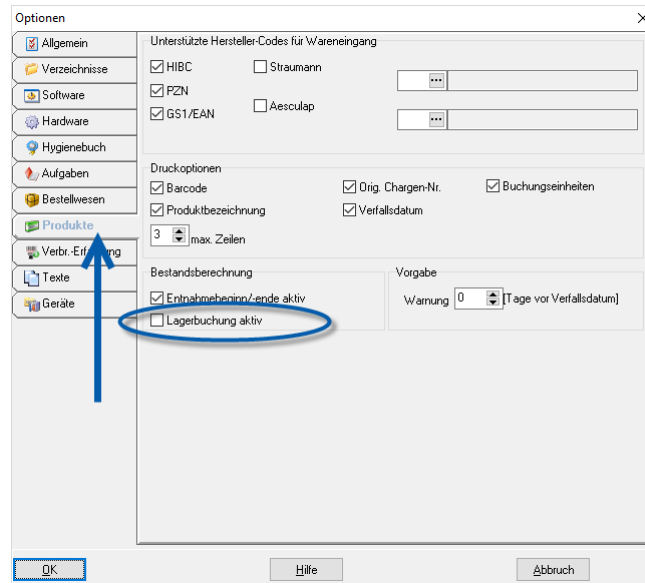 Optionen
Allgemein
Verzeichnisse
Software
Hardware
Hygienebuch
Aufgaben
Bestellwesen
Produkte
Texte
Geräte
Unterstützte Hersteller-Codes für Wareneingang
HIBC
Straumann
PZN
Aesculap
GS1/EAN
Druckoptionen
Barcode
Orig. Chargen-Nr.
Buchungseinheiten
Produktbezeichnung
Verfallsdatum
3 max. Zeilen
Bestandsberechnung
Entnahmebeginn/-ende aktiv
Lagerbuchung aktiv
Vorgabe
Warnung 0 [Tage vor Verfallsdatum]
OK
Hilfe
Abbruch